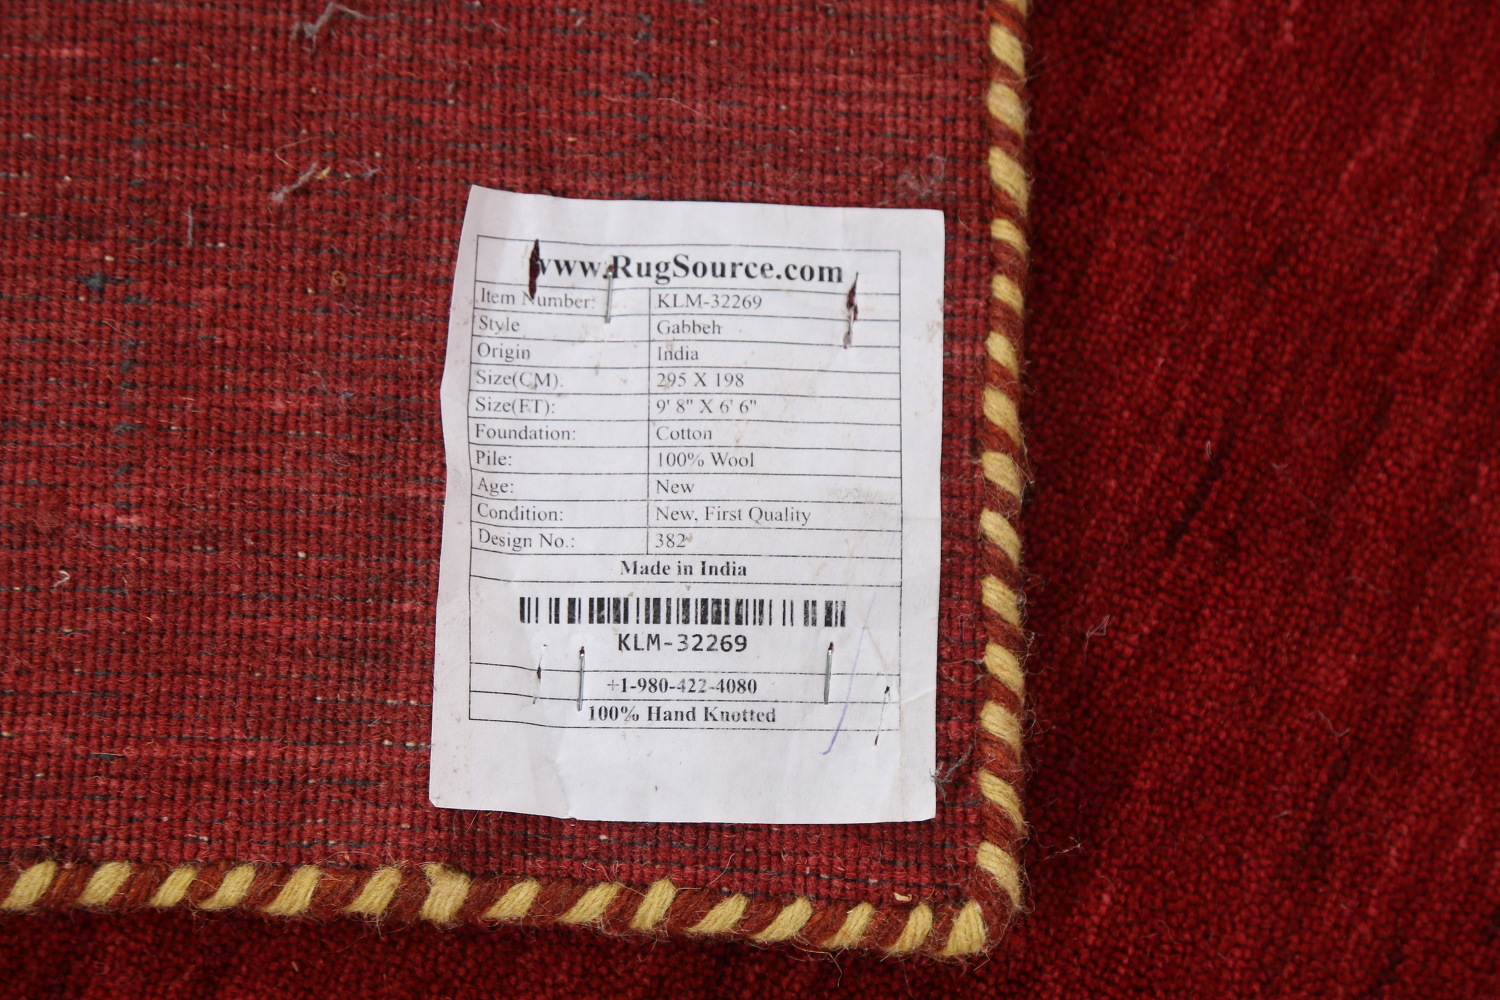 www.RugSource.com
Item Number: KLM-32269
Style Gabbeh
Origin India
Size(CM). 295 X 198
Size(FT): 9' 8" X 6' 6"
Foundation: Cotton
Pile: 100% Wool
Age: New
Condition: New, First Quality
Design No.: 382
Made in India
KLM-32269
+1-980-422-4080
100% Hand Knotted